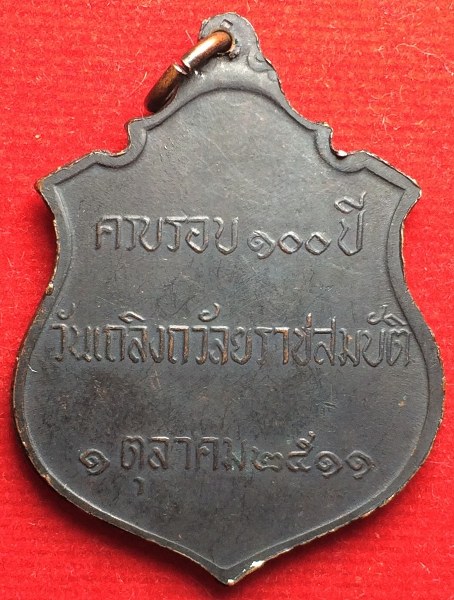 ครบรอบ ๑๐๐ ปี
วันเถลิงถวัลยราชสมบัติ
๑ ตุลาคม ๒๕๑๑